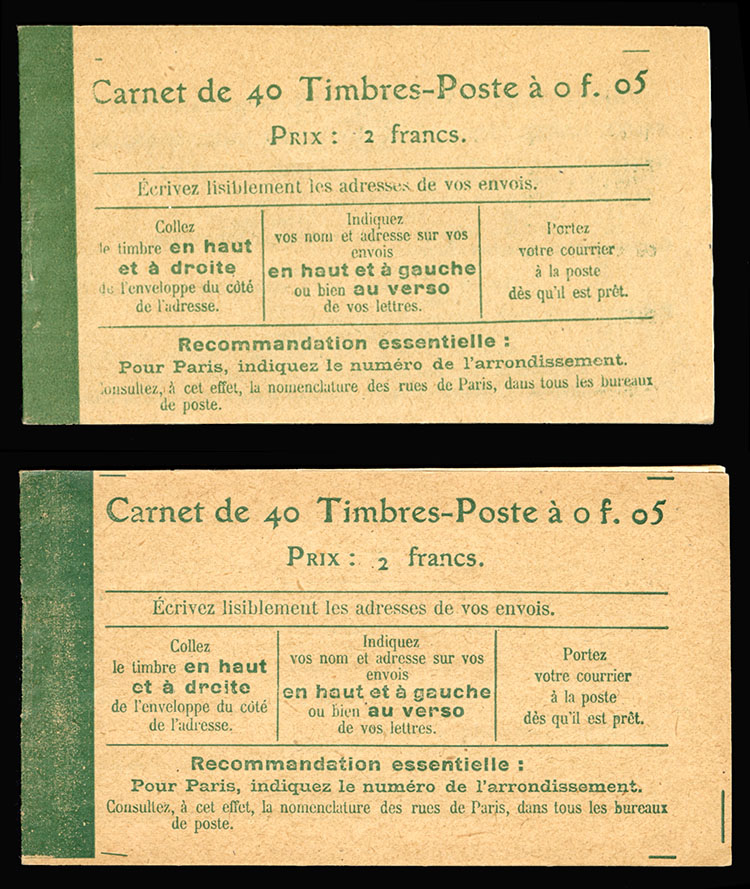 Carnet de 40 Timbres-Poste à 0 f. 05
PRIX : 2 francs.
Écrivez lisiblement les adresses de vos envois.
Collez
le timbre en haut
et à droite
de l'enveloppe du côté
de l'adresse.
Indiquez
vos nom et adresse sur vos
envois
en haut et à gauche
ou bien au verso
de vos lettres.
Portez
votre courrier
à la poste
dès qu'il est prêt.
Recommandation essentielle :
Pour Paris, indiquez le numéro de l'arrondissement.
Consultez, à cet effet, la nomenclature des rues de Paris, dans tous les bureaux
de poste.
Carnet de 40 Timbres-Poste à 0 f. 05
PRIX : 2 francs.
Écrivez lisiblement les adresses de vos envois.
Collez
le timbre en haut
et à droite
de l'enveloppe du côté
de l'adresse.
Indiquez
vos nom et adresse sur vos
envois
en haut et à gauche
ou bien au verso
de vos lettres.
Portez
votre courrier
à la poste
dès qu'il est prêt.
Recommandation essentielle :
Pour Paris, indiquez le numéro de l'arrondissement.
Consultez, à cet effet, la nomenclature des rues de Paris, dans tous les bureaux
de poste.